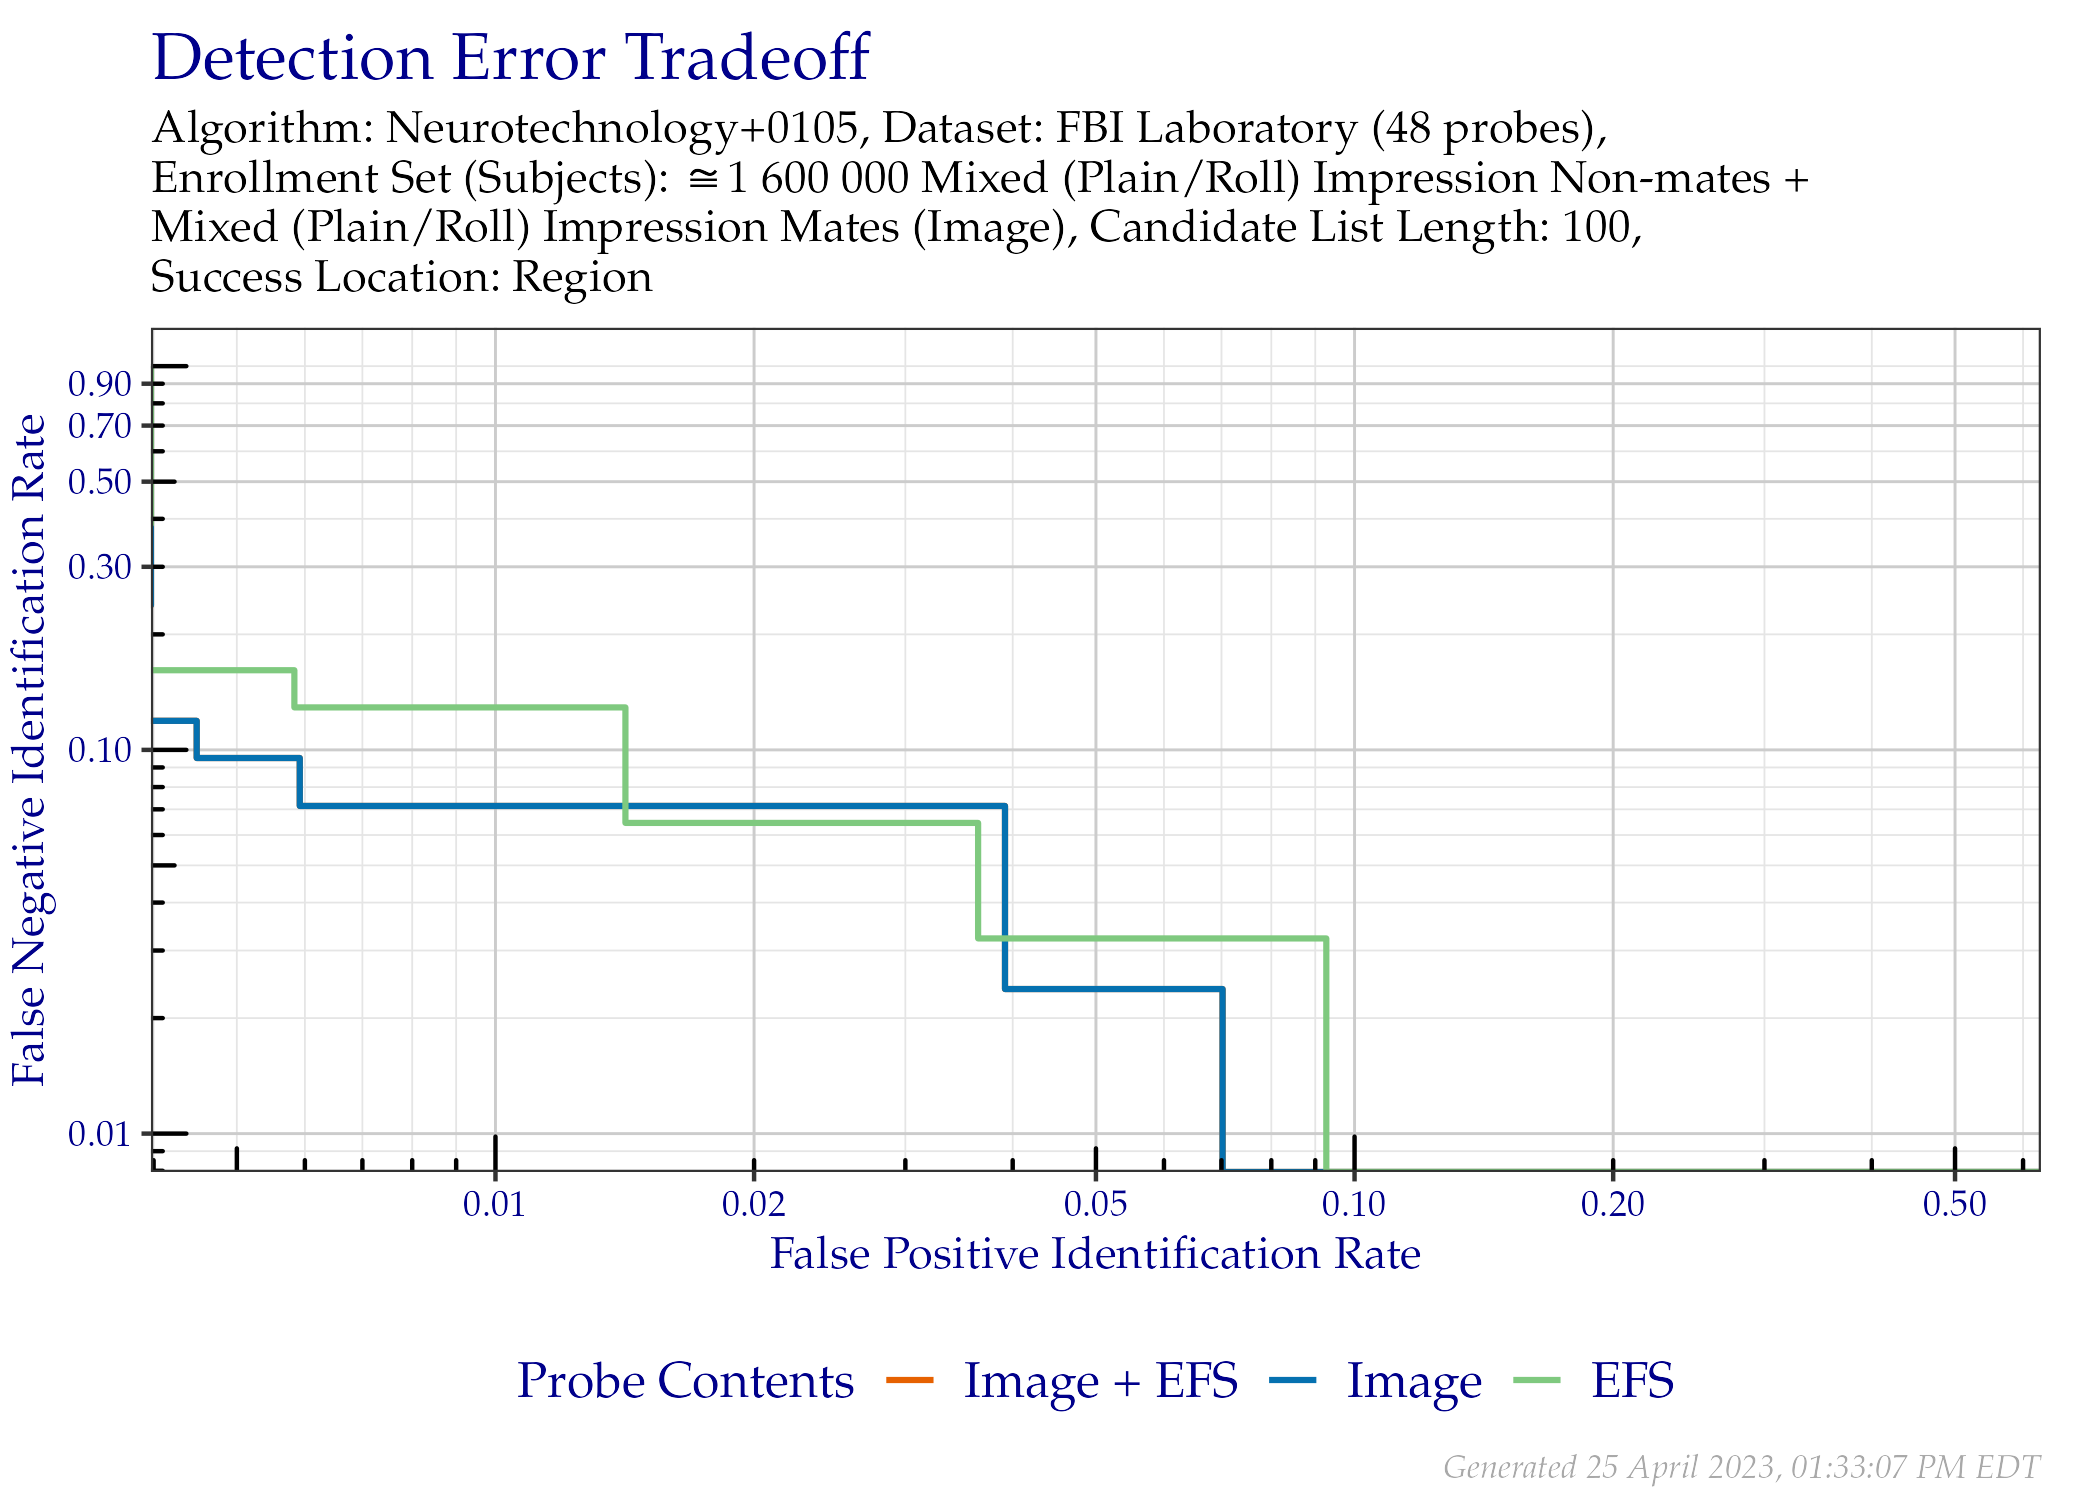 Detection Error Tradeoff
Algorithm: Neurotechnology+0105, Dataset: FBI Laboratory (48 probes),
Enrollment Set (Subjects): ≅1 600 000 Mixed (Plain/Roll) Impression Non-mates +
Mixed (Plain/Roll) Impression Mates (Image), Candidate List Length: 100,
Success Location: Region
False Negative Identification Rate
0.90
0.70
0.50
0.30
0.10
0.01
0.01 0.02 0.05 0.10 0.20 0.50
False Positive Identification Rate
Probe Contents Image + EFS Image EFS
Generated 25 April 2023, 01:33:07 PM EDT